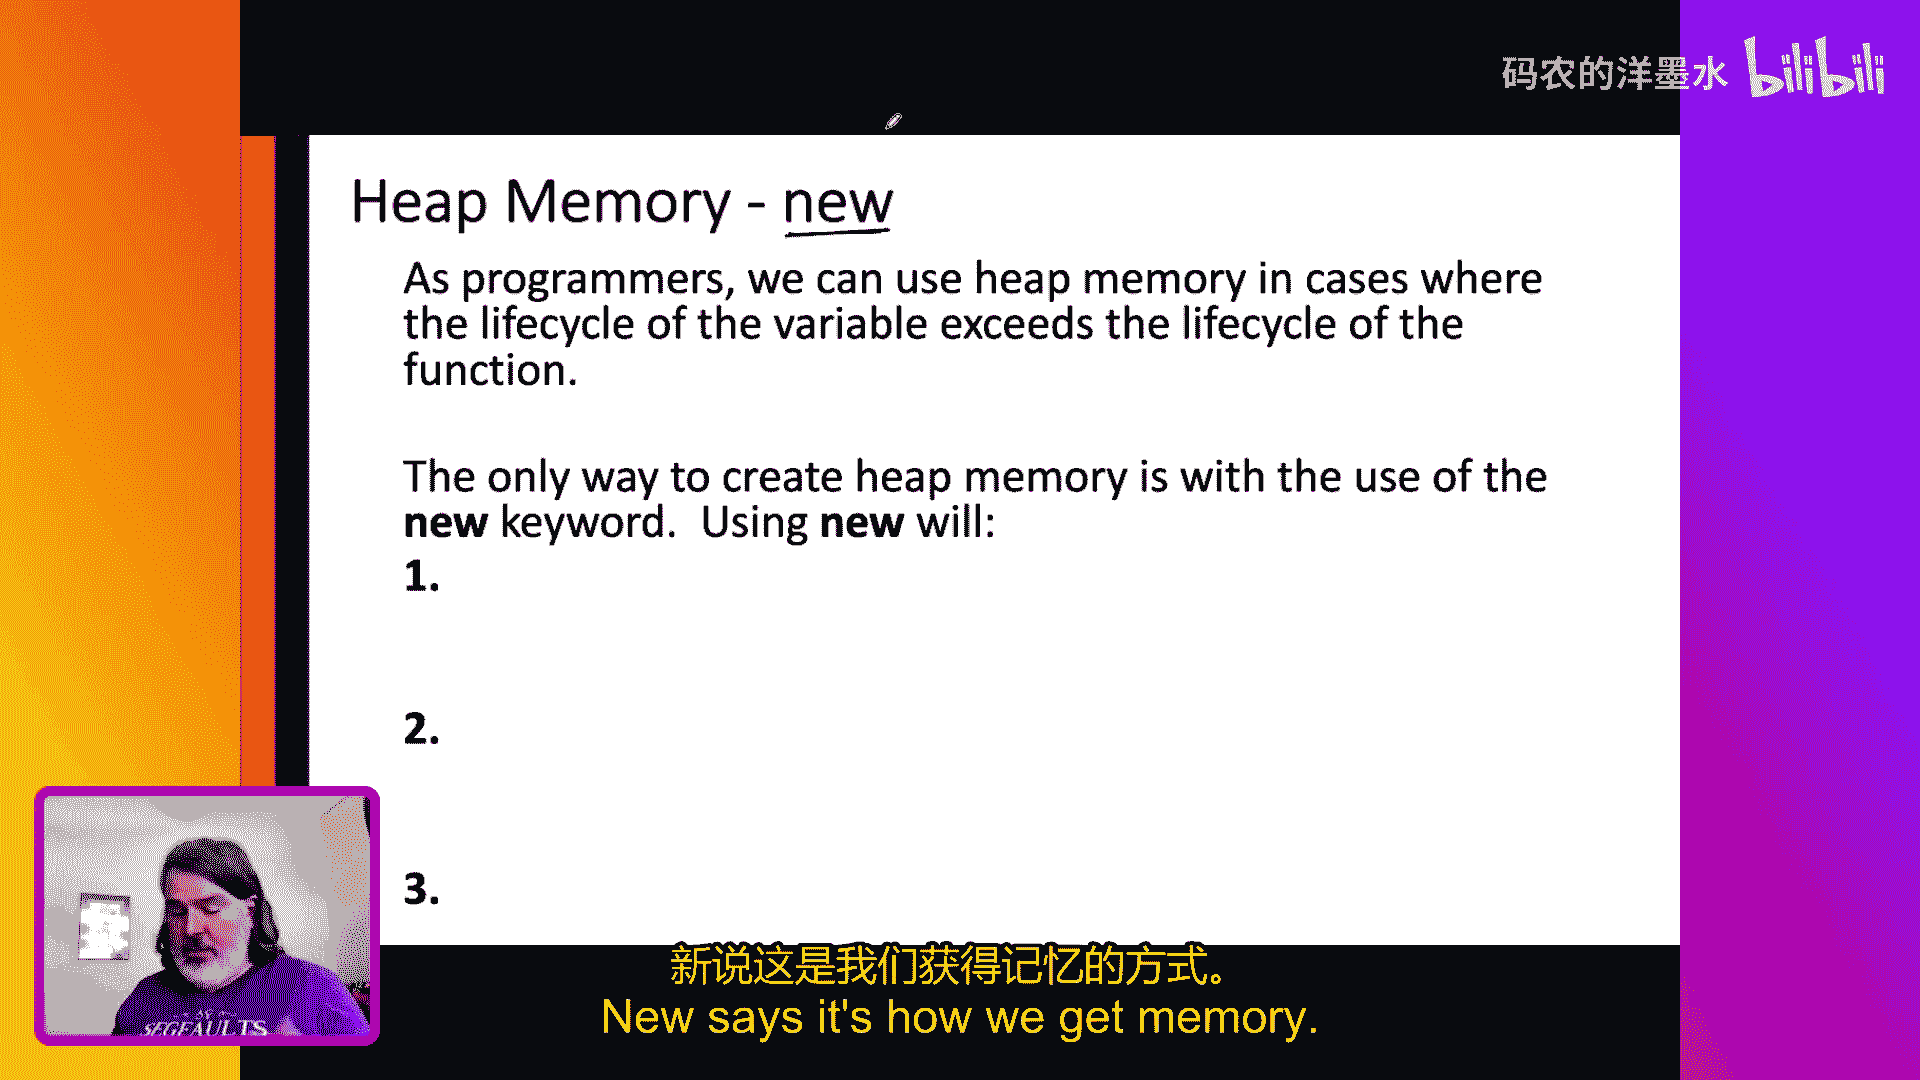 码农的洋墨水 bilibili
Heap Memory - new
As programmers, we can use heap memory in cases where
the lifecycle of the variable exceeds the lifecycle of the
function.
The only way to create heap memory is with the use of the
new keyword. Using new will:
1.
2.
3.
SEGFAULTS
新说这是我们获得记忆的方式。
New says it's how we get memory.